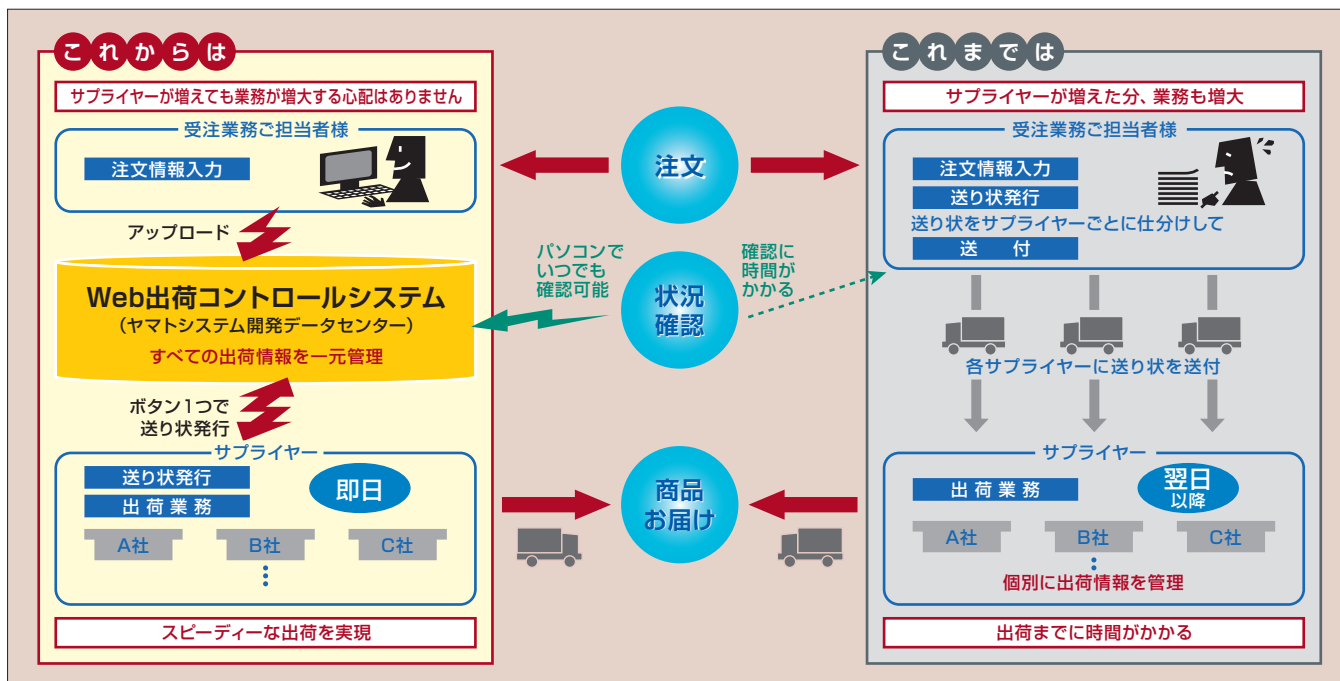 これからは
サプライヤーが増えても業務が増大する心配はありません
受注業務ご担当者様
注文情報入力
アップロード
Web出荷コントロールシステム
（ヤマトシステム開発データセンター）
すべての出荷情報を一元管理
ボタン1つで
送り状発行
サプライヤー
送り状発行
出荷業務
即日
A社
B社
C社
スピーディーな出荷を実現
注文
パソコンで
いつでも
確認可能
状況
確認
確認に
時間が
かかる
商品
お届け
これまでは
サプライヤーが増えた分、業務も増大
受注業務ご担当者様
注文情報入力
送り状発行
送り状をサプライヤーごとに仕分けして
送　付
各サプライヤーに送り状を送付
サプライヤー
出荷業務
翌日
以降
A社
B社
C社
個別に出荷情報を管理
出荷までに時間がかかる